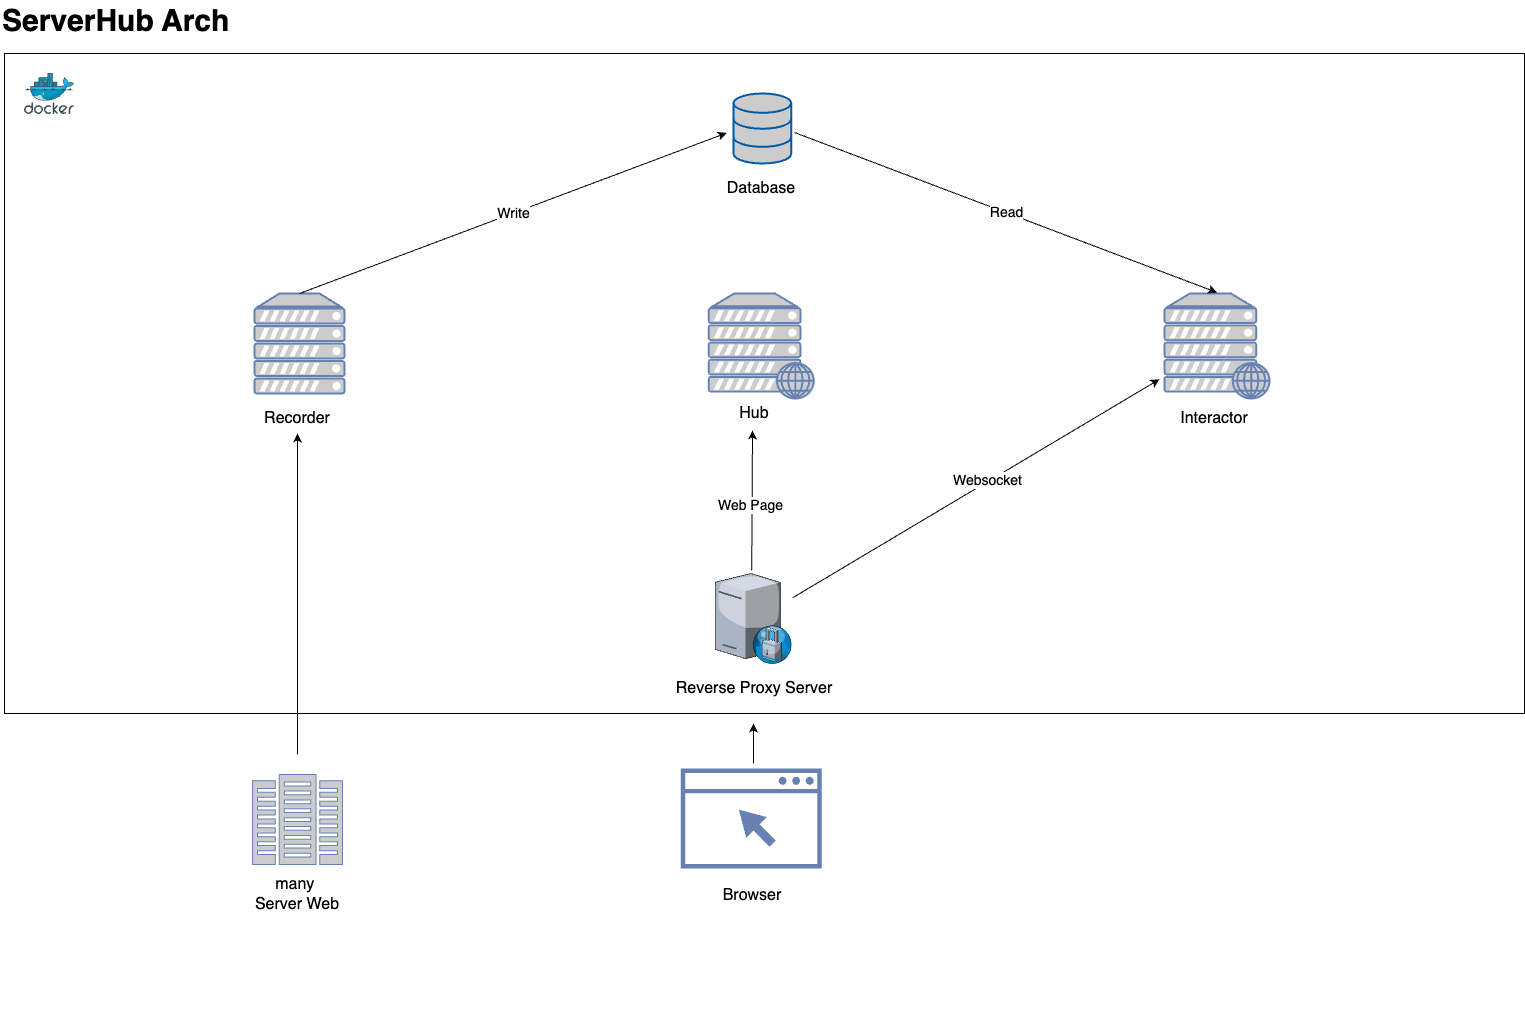 ServerHub Arch
docker
Database
Write
Read
Recorder
Hub
Interactor
Websocket
Web Page
Reverse Proxy Server
many
Server Web
Browser